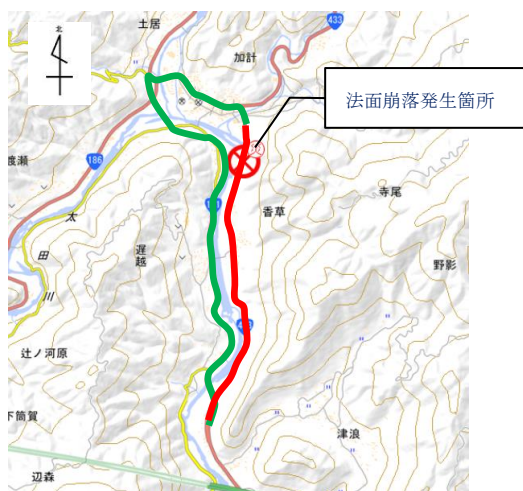 北
土居
加計
433
法面崩落発生箇所
渡瀬
186
寺尾
香草
太
田
川
遅越
野影
辻ノ河原
下筒賀
津浪
辺森